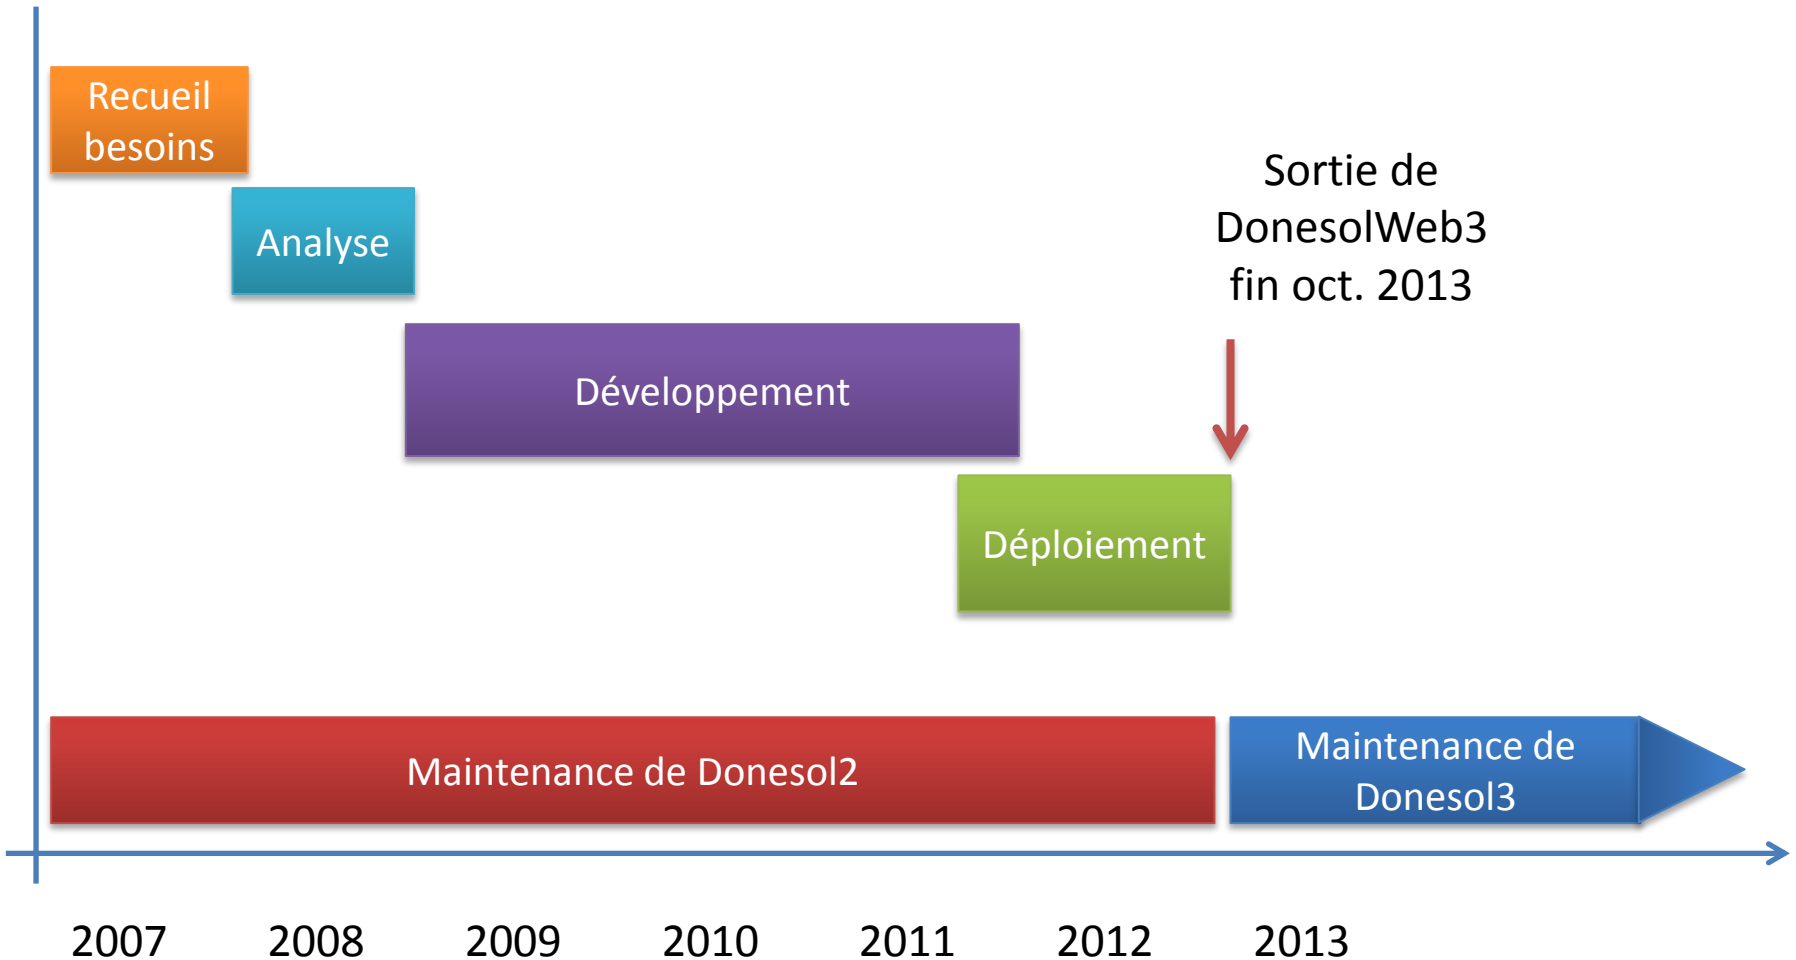 Recueil
besoins
Analyse
Sortie de
DonesolWeb3
fin oct. 2013
Développement
Déploiement
Maintenance de Donesol2
Maintenance de
Donesol3
2007 2008 2009 2010 2011 2012 2013